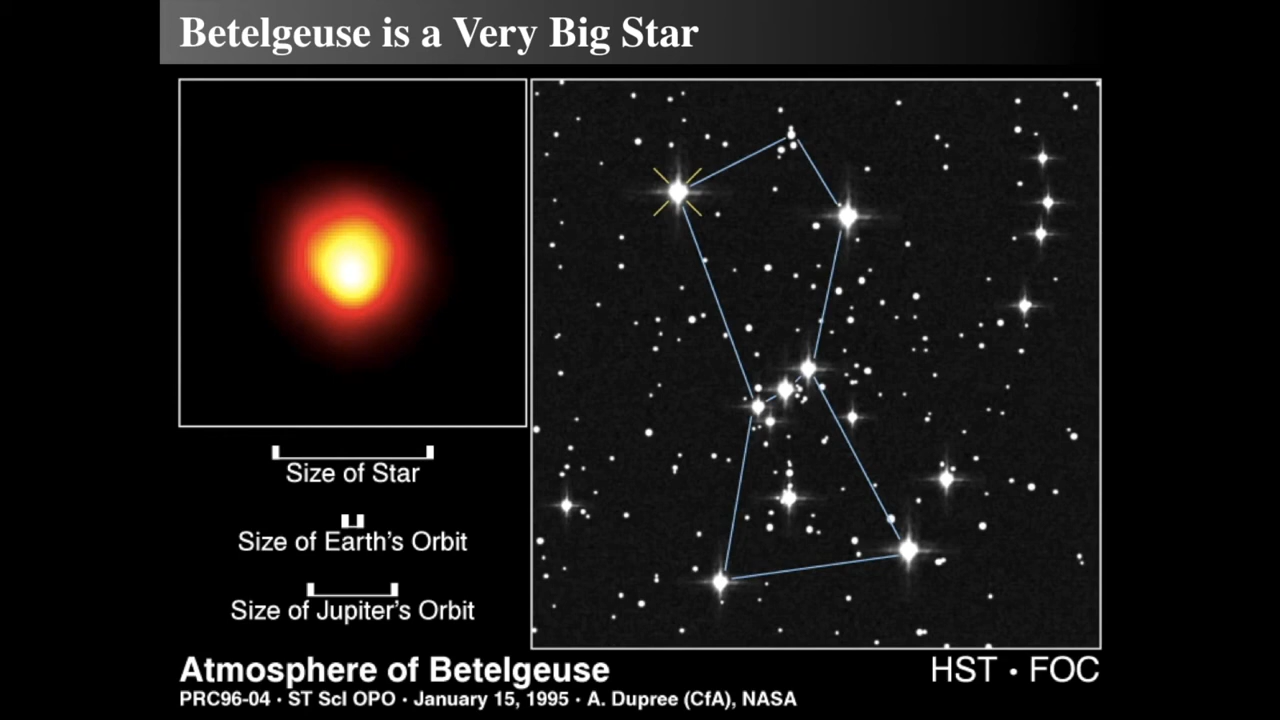 Betelgeuse is a Very Big Star
Size of Star
Size of Earth's Orbit
Size of Jupiter's Orbit
Atmosphere of Betelgeuse
HST · FOC
PRC96-04 · ST ScI OPO · January 15, 1995 · A. Dupree (CfA), NASA